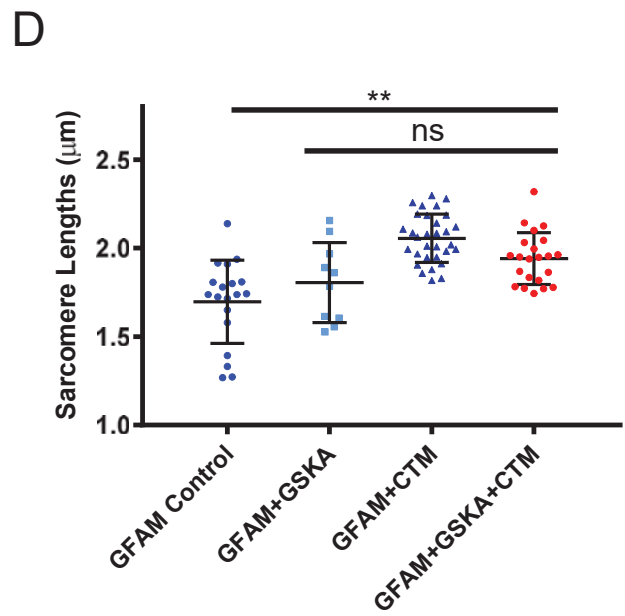 D
**
ns
Sarcomere Lengths (μm)
2.5
2.0
1.5
1.0
GFAM Control
GFAM+GSKA
GFAM+CTM
GFAM+GSKA+CTM